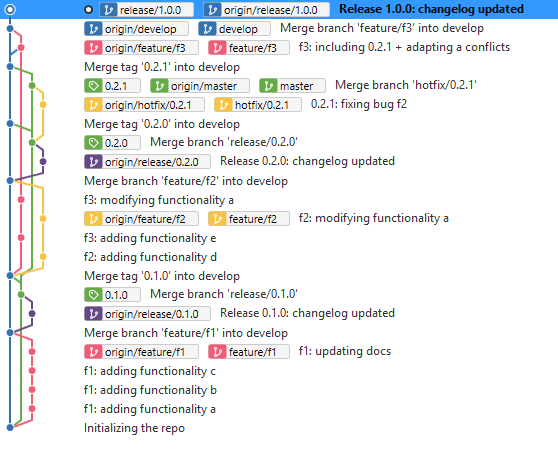 release/1.0.0 origin/release/1.0.0 Release 1.0.0: changelog updated
origin/develop develop Merge branch 'feature/f3' into develop
origin/feature/f3 feature/f3 f3: including 0.2.1 + adapting a conflicts
Merge tag '0.2.1' into develop
0.2.1 origin/master master Merge branch 'hotfix/0.2.1'
origin/hotfix/0.2.1 hotfix/0.2.1 0.2.1: fixing bug f2
Merge tag '0.2.0' into develop
0.2.0 Merge branch 'release/0.2.0'
origin/release/0.2.0 Release 0.2.0: changelog updated
Merge branch 'feature/f2' into develop
f3: modifying functionality a
origin/feature/f2 feature/f2 f2: modifying functionality a
f3: adding functionality e
f2: adding functionality d
Merge tag '0.1.0' into develop
0.1.0 Merge branch 'release/0.1.0'
origin/release/0.1.0 Release 0.1.0: changelog updated
Merge branch 'feature/f1' into develop
origin/feature/f1 feature/f1 f1: updating docs
f1: adding functionality c
f1: adding functionality b
f1: adding functionality a
Initializing the repo